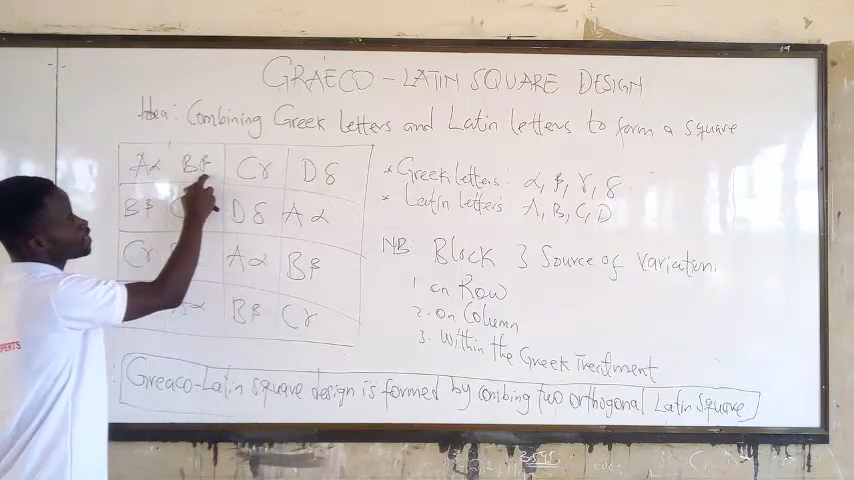 GRAECO-LATIN SQUARE DESIGN
Idea: Combining Greek letters and Latin letters to form a square.
Aα Bβ Cγ Dδ
Bβ C Dδ Aα
Cγ Aα Bβ
Aα Bβ Cγ
* Greek letters: α, β, γ, δ
* Latin letters A, B, C, D
NB: Block 3 Source of variation.
1 on Row
2. on Column
3. Within the Greek Treatment
: Greaco-Latin square design is formed by combing two orthogonal Latin Square.
PERTS